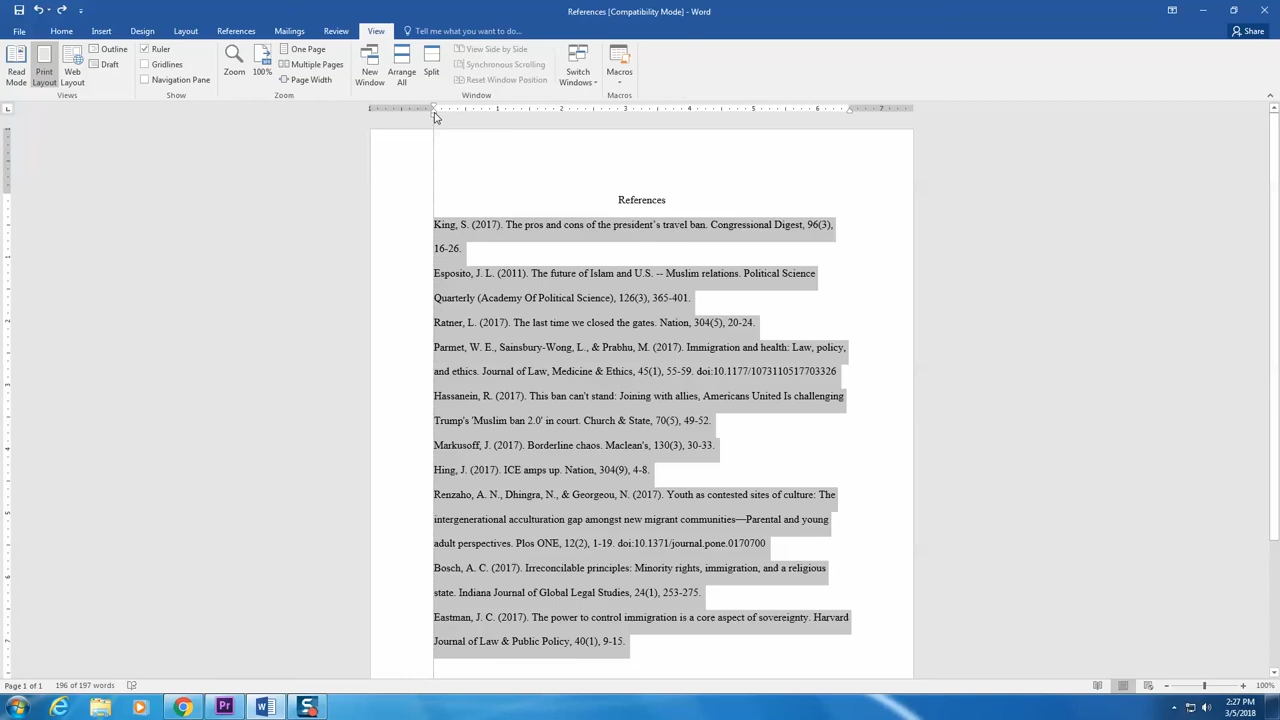 References [Compatibility Mode] - Word
File Home Insert Design Layout References Mailings Review View Tell me what you want to do... Share
Read Mode Print Layout Web Layout Outline Draft Views
Ruler Gridlines Navigation Pane Show
Zoom 100% One Page Multiple Pages Page Width Zoom
New Window Arrange All Split View Side by Side Synchronous Scrolling Reset Window Position Switch Windows Window
Macros Macros
1 1 2 3 4 5 6 7
References
King, S. (2017). The pros and cons of the president’s travel ban. Congressional Digest, 96(3),
16-26.
Esposito, J. L. (2011). The future of Islam and U.S. -- Muslim relations. Political Science
Quarterly (Academy Of Political Science), 126(3), 365-401.
Ratner, L. (2017). The last time we closed the gates. Nation, 304(5), 20-24.
Parmet, W. E., Sainsbury-Wong, L., & Prabhu, M. (2017). Immigration and health: Law, policy,
and ethics. Journal of Law, Medicine & Ethics, 45(1), 55-59. doi:10.1177/1073110517703326
Hassanein, R. (2017). This ban can't stand: Joining with allies, Americans United Is challenging
Trump's 'Muslim ban 2.0' in court. Church & State, 70(5), 49-52.
Markusoff, J. (2017). Borderline chaos. Maclean's, 130(3), 30-33.
Hing, J. (2017). ICE amps up. Nation, 304(9), 4-8.
Renzaho, A. N., Dhingra, N., & Georgeou, N. (2017). Youth as contested sites of culture: The
intergenerational acculturation gap amongst new migrant communities—Parental and young
adult perspectives. Plos ONE, 12(2), 1-19. doi:10.1371/journal.pone.0170700
Bosch, A. C. (2017). Irreconcilable principles: Minority rights, immigration, and a religious
state. Indiana Journal of Global Legal Studies, 24(1), 253-275.
Eastman, J. C. (2017). The power to control immigration is a core aspect of sovereignty. Harvard
Journal of Law & Public Policy, 40(1), 9-15.
Page 1 of 1 196 of 197 words 100%
2:27 PM
3/5/2018